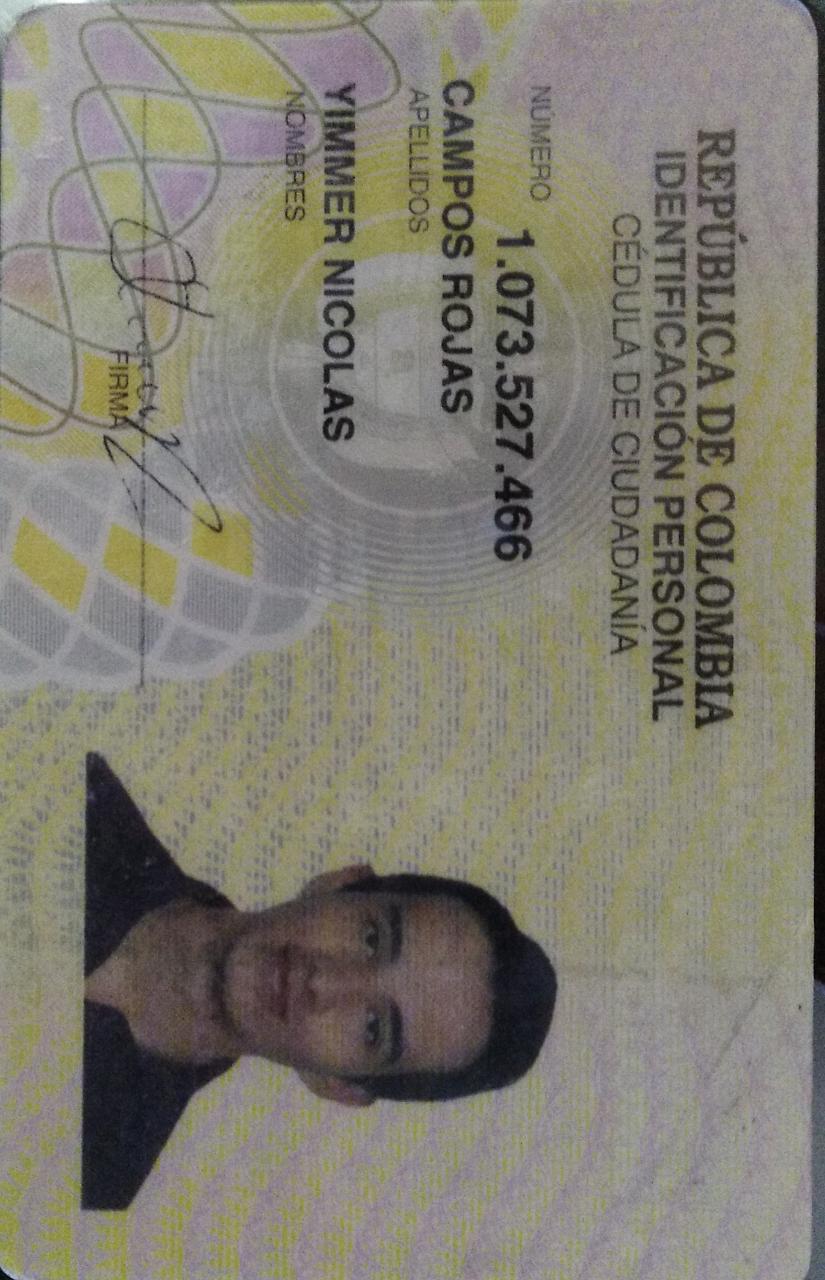 REPÚBLICA DE COLOMBIA
IDENTIFICACIÓN PERSONAL
CÉDULA DE CIUDADANÍA
NÚMERO 1.073.527.466
CAMPOS ROJAS
APELLIDOS
YIMMER NICOLAS
NOMBRES
FIRMA